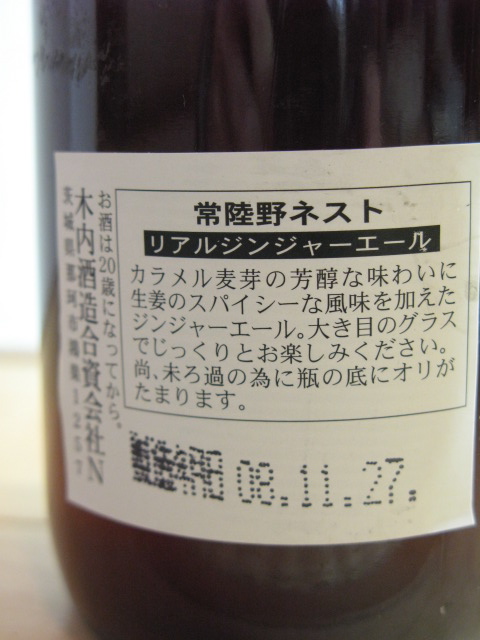 常陸野ネスト
リアルジンジャーエール
カラメル麦芽の芳醇な味わいに
生姜のスパイシーな風味を加えた
ジンジャーエール。大き目のグラス
でじっくりとお楽しみください。
尚、未ろ過の為に瓶の底にオリが
たまります。
お酒は20歳になってから。
木内酒造合資会社N
茨城県那珂市鴻巣1257
08.11.27.